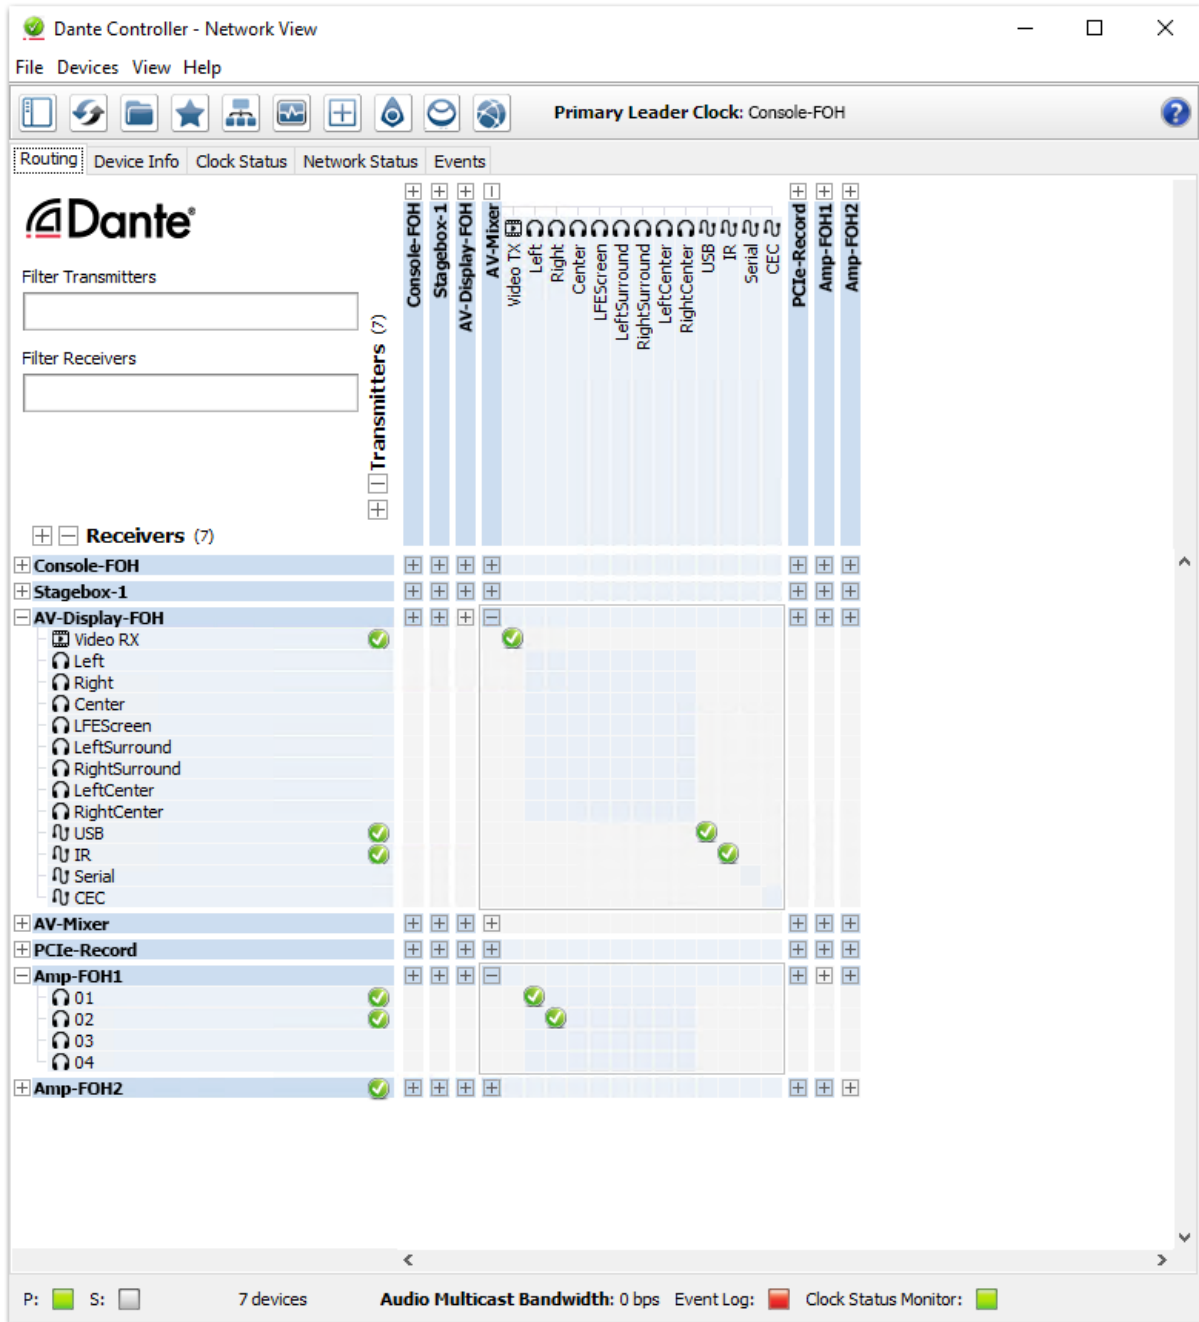 Dante Controller - Network View
File Devices View Help
Primary Leader Clock: Console-FOH
Routing Device Info Clock Status Network Status Events
Dante®
Filter Transmitters
Filter Receivers
Transmitters (7)
Console-FOH
Stagebox-1
AV-Display-FOH
AV-Mixer
Video TX
Left
Right
Center
LFEScreen
LeftSurround
RightSurround
LeftCenter
RightCenter
USB
IR
Serial
CEC
PCIe-Record
Amp-FOH1
Amp-FOH2
Receivers (7)
Console-FOH
Stagebox-1
AV-Display-FOH
Video RX
Left
Right
Center
LFEScreen
LeftSurround
RightSurround
LeftCenter
RightCenter
USB
IR
Serial
CEC
AV-Mixer
PCIe-Record
Amp-FOH1
01
02
03
04
Amp-FOH2
P: S: 7 devices Audio Multicast Bandwidth: 0 bps Event Log: Clock Status Monitor: